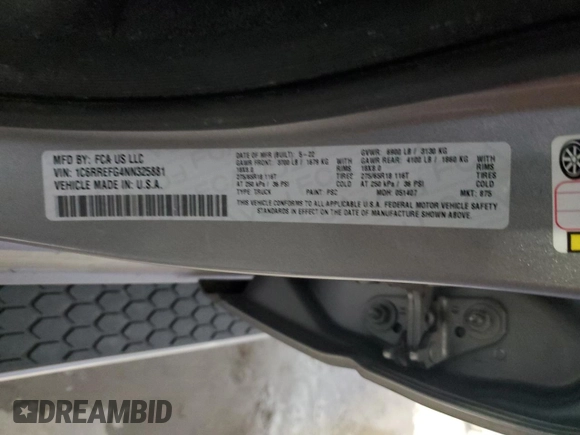 MFD BY: FCA US LLC
VIN: 1C6RREFG4NN325881
VEHICLE MADE IN U.S.A.
DATE OF MFR (BUILT) 5-22
GVWR: 6900 LB / 3130 KG
GAWR FRONT: 3700 LB / 1678 KG
WITH
GAWR REAR: 4100 LB / 1860 KG
WITH
18X8.0
RIMS
18X8.0
RIMS
275/65R18 116T
TIRES
275/65R18 116T
TIRES
AT 250 kPa / 36 PSI
COLD
AT 250 kPa / 36 PSI
COLD
TYPE: TRUCK
PAINT: PSC
MDH: 051407
MKT: 875
THIS VEHICLE CONFORMS TO ALL APPLICABLE U.S.A. FEDERAL MOTOR VEHICLE SAFETY
STANDARDS IN EFFECT ON THE DATE OF MANUFACTURE SHOWN ABOVE.
DREAMBID